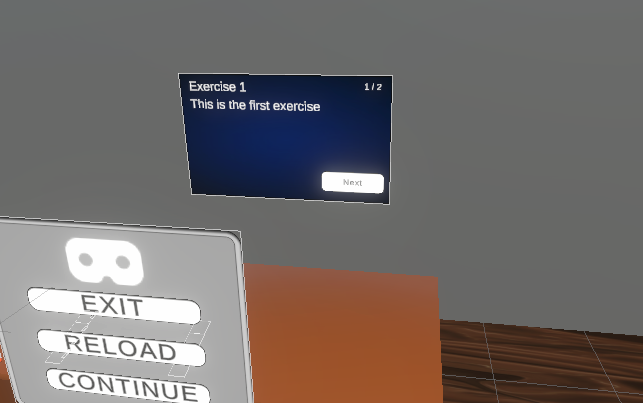 Exercise 1
1 / 2
This is the first exercise
Next
EXIT
RELOAD
CONTINUE